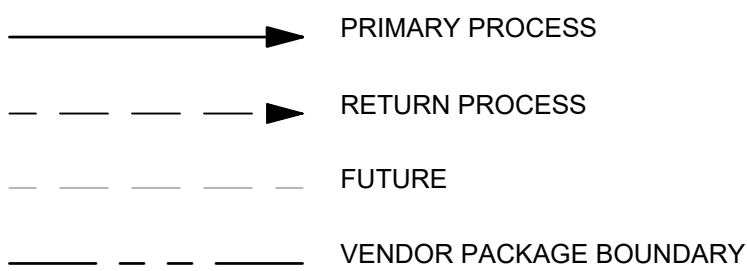 PRIMARY PROCESS
RETURN PROCESS
FUTURE
VENDOR PACKAGE BOUNDARY